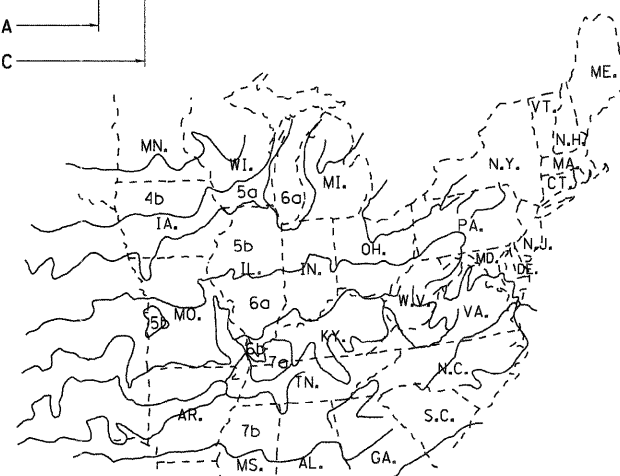 A
C
ME.
VT.
N.H.
MN.
WI.
N.Y.
MA.
CT.
MI.
4b
5a
6a
IA.
PA.
5b
OH.
N.J.
IL.
IN.
MD.
DE.
6a
W.V.
MO.
5b
VA.
KY.
6b
7a
N.C.
TN.
AR.
S.C.
7b
MS.
AL.
GA.